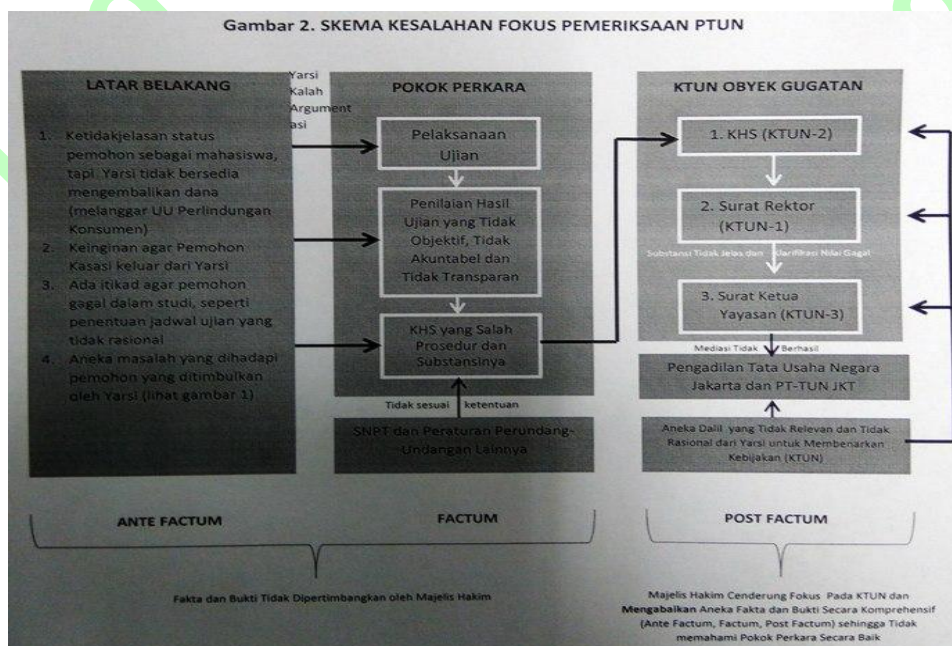 Gambar 2. SKEMA KESALAHAN FOKUS PEMERIKSAAN PTUN
LATAR BELAKANG
1. Ketidakjelasan status
pemohon sebagai mahasiswa,
tapi Yarsi tidak bersedia
mengembalikan dana
(melanggar UU Perlindungan
Konsumen)
2. Keinginan agar Pemohon
Kasasi keluar dari Yarsi
3. Ada itikad agar pemohon
gagal dalam studi, seperti
penentuan jadwal ujian yang
tidak rasional
4. Aneka masalah yang dihadapi
pemohon yang ditimbulkan
oleh Yarsi (lihat gambar 1)
Yarsi
Kalah
Argument
asi
POKOK PERKARA
Pelaksanaan
Ujian
Penilaian Hasil
Ujian yang Tidak
Objektif, Tidak
Akuntabel dan
Tidak Transparan
KHS yang Salah
Prosedur dan
Substansinya
Tidak sesuai ketentuan
SNPT dan Peraturan Perundang-
Undangan Lainnya
KTUN OBYEK GUGATAN
1. KHS (KTUN-2)
2. Surat Rektor
(KTUN-1)
Substansi Tidak Jelas dan Klarifikasi Nilai Gagal
3. Surat Ketua
Yayasan (KTUN-3)
Mediasi Tidak Berhasil
Pengadilan Tata Usaha Negara
Jakarta dan PT-TUN JKT
Aneka Dalil yang Tidak Relevan dan Tidak
Rasional dari Yarsi untuk Membenarkan
Kebijakan (KTUN)
ANTE FACTUM
FACTUM
POST FACTUM
Fakta dan Bukti Tidak Dipertimbangkan oleh Majelis Hakim
Majelis Hakim Cenderung Fokus Pada KTUN dan
Mengabaikan Aneka Fakta dan Bukti Secara Komprehensif
(Ante Factum, Factum, Post Factum) sehingga Tidak
memahami Pokok Perkara Secara Baik